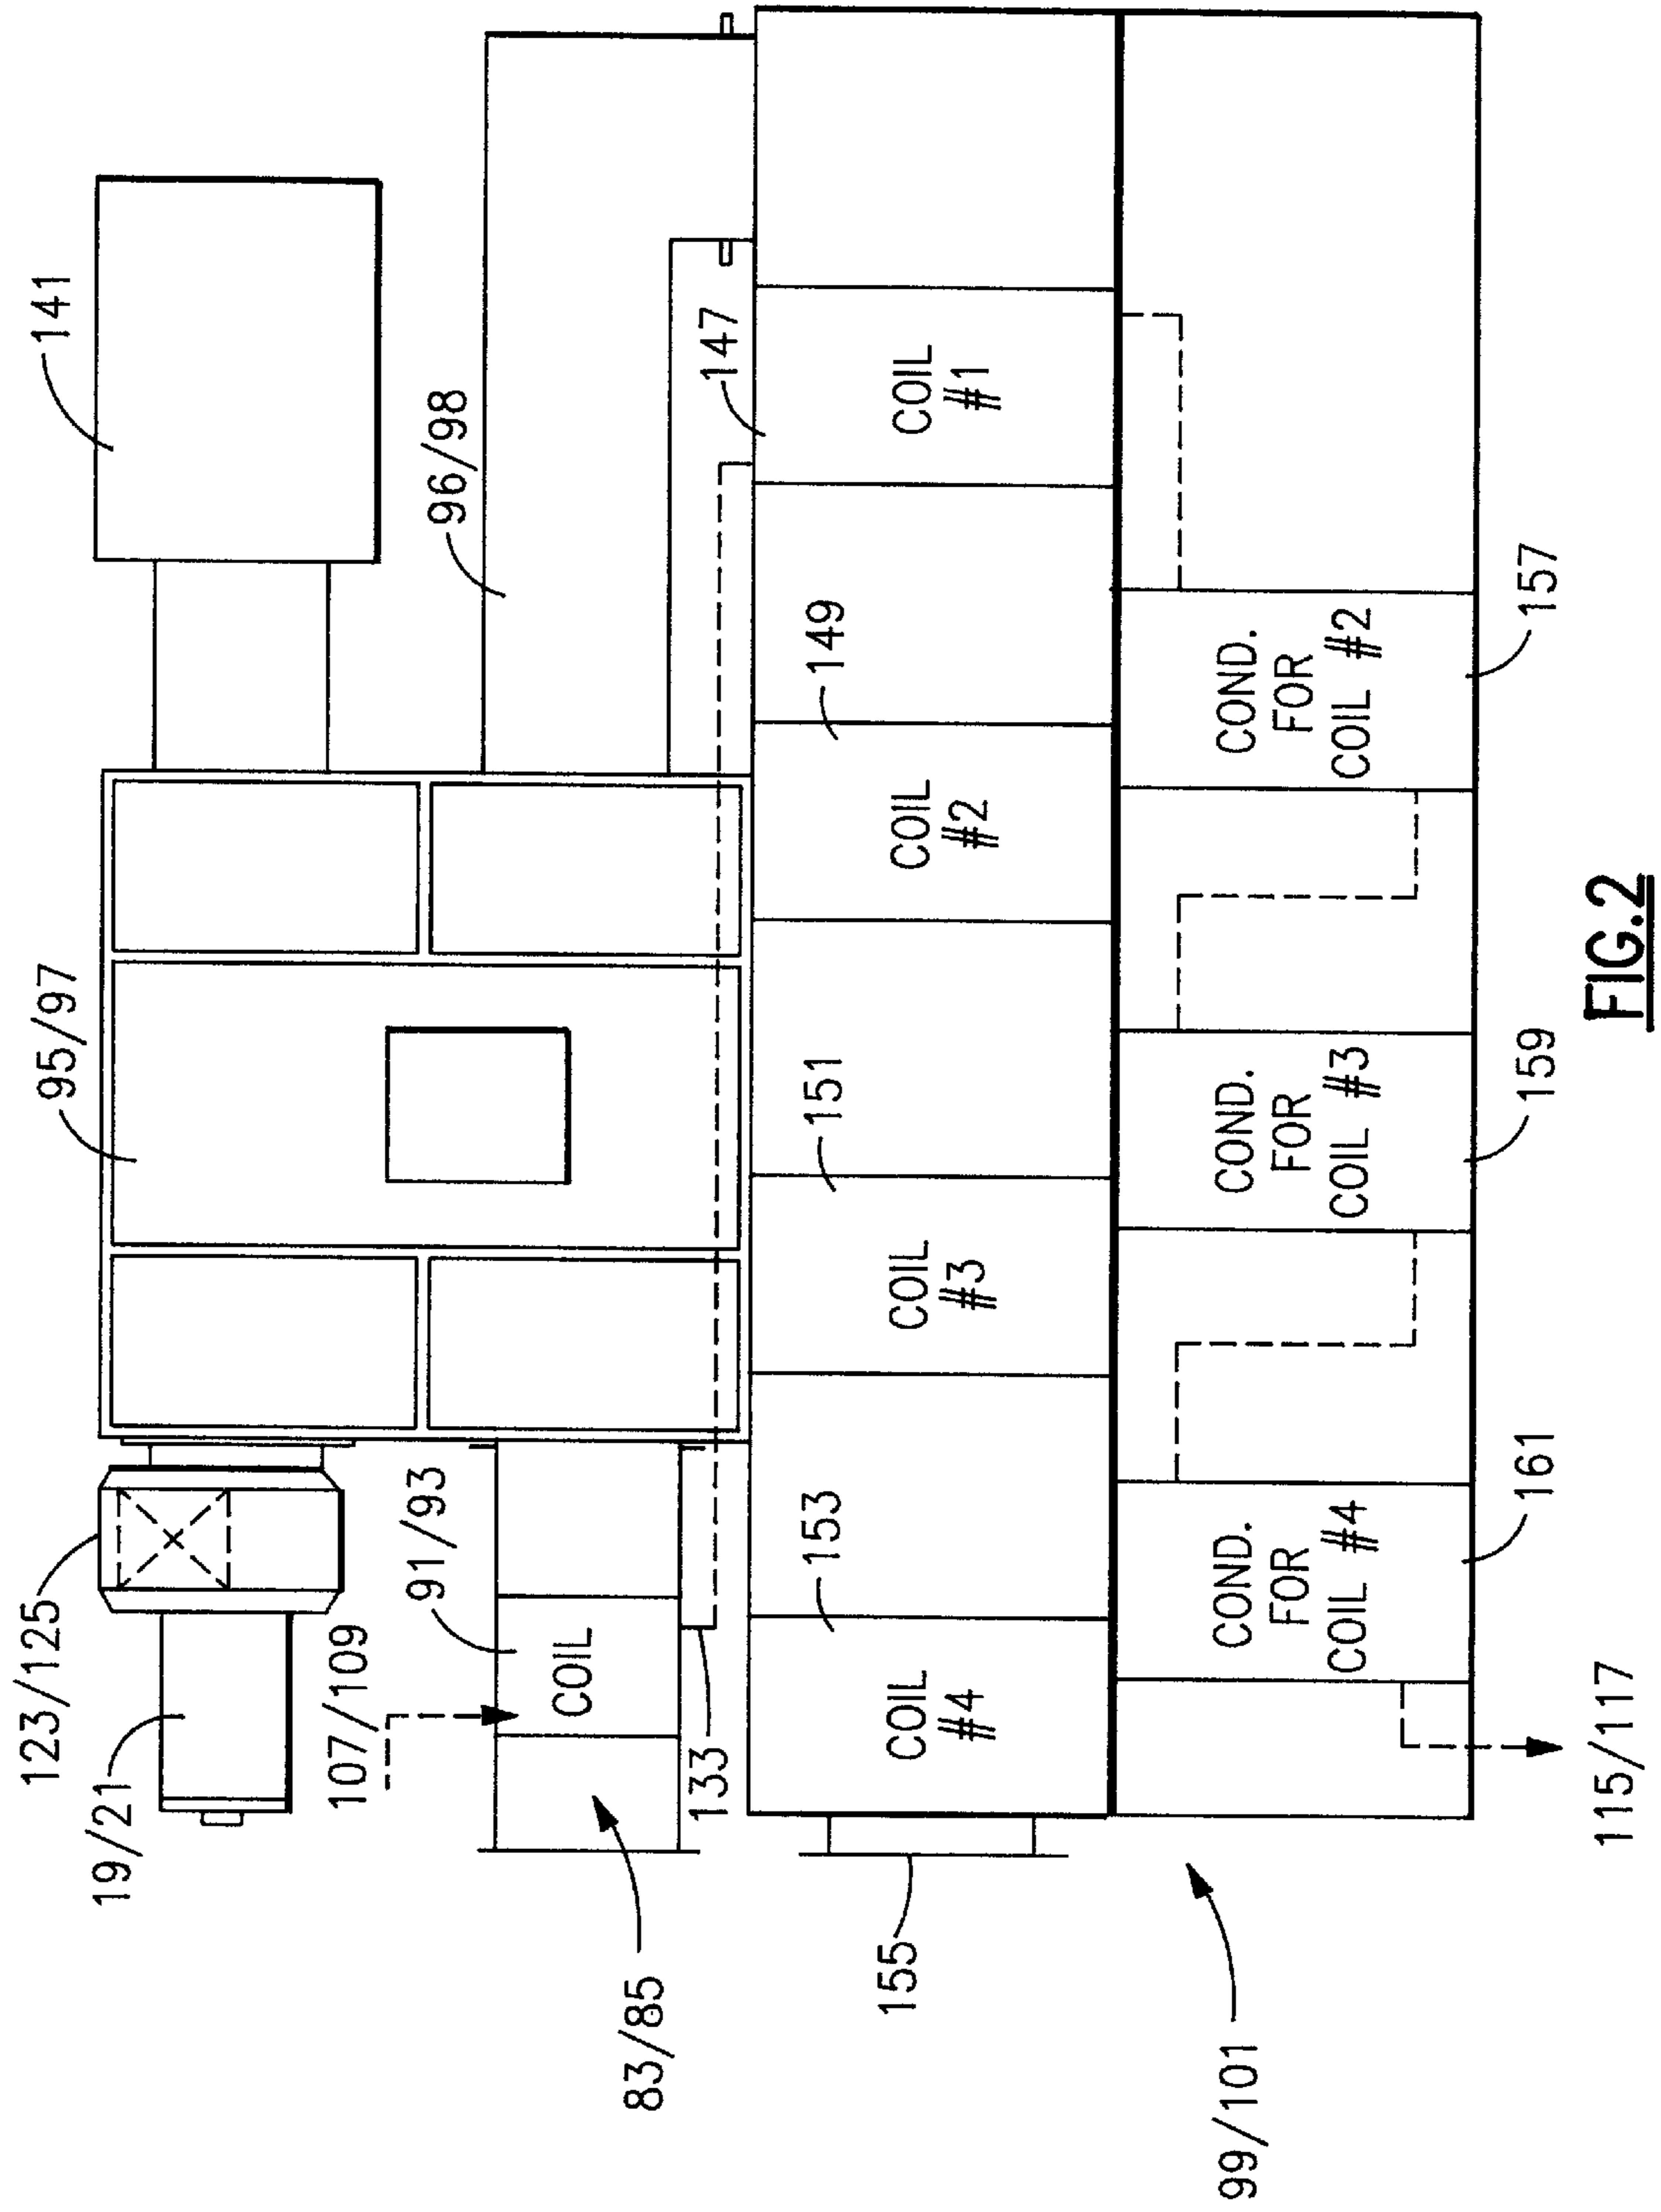 123/125
19/21
107/109
91/93
COIL
83/85
133
95/97
96/98
141
147
153
151
149
COIL
#4
COIL
#3
COIL
#2
COIL
#1
155
99/101
COND.
FOR
COIL #4
COND.
FOR
COIL #3
COND.
FOR
COIL #2
161
159
157
115/117
FIG.2